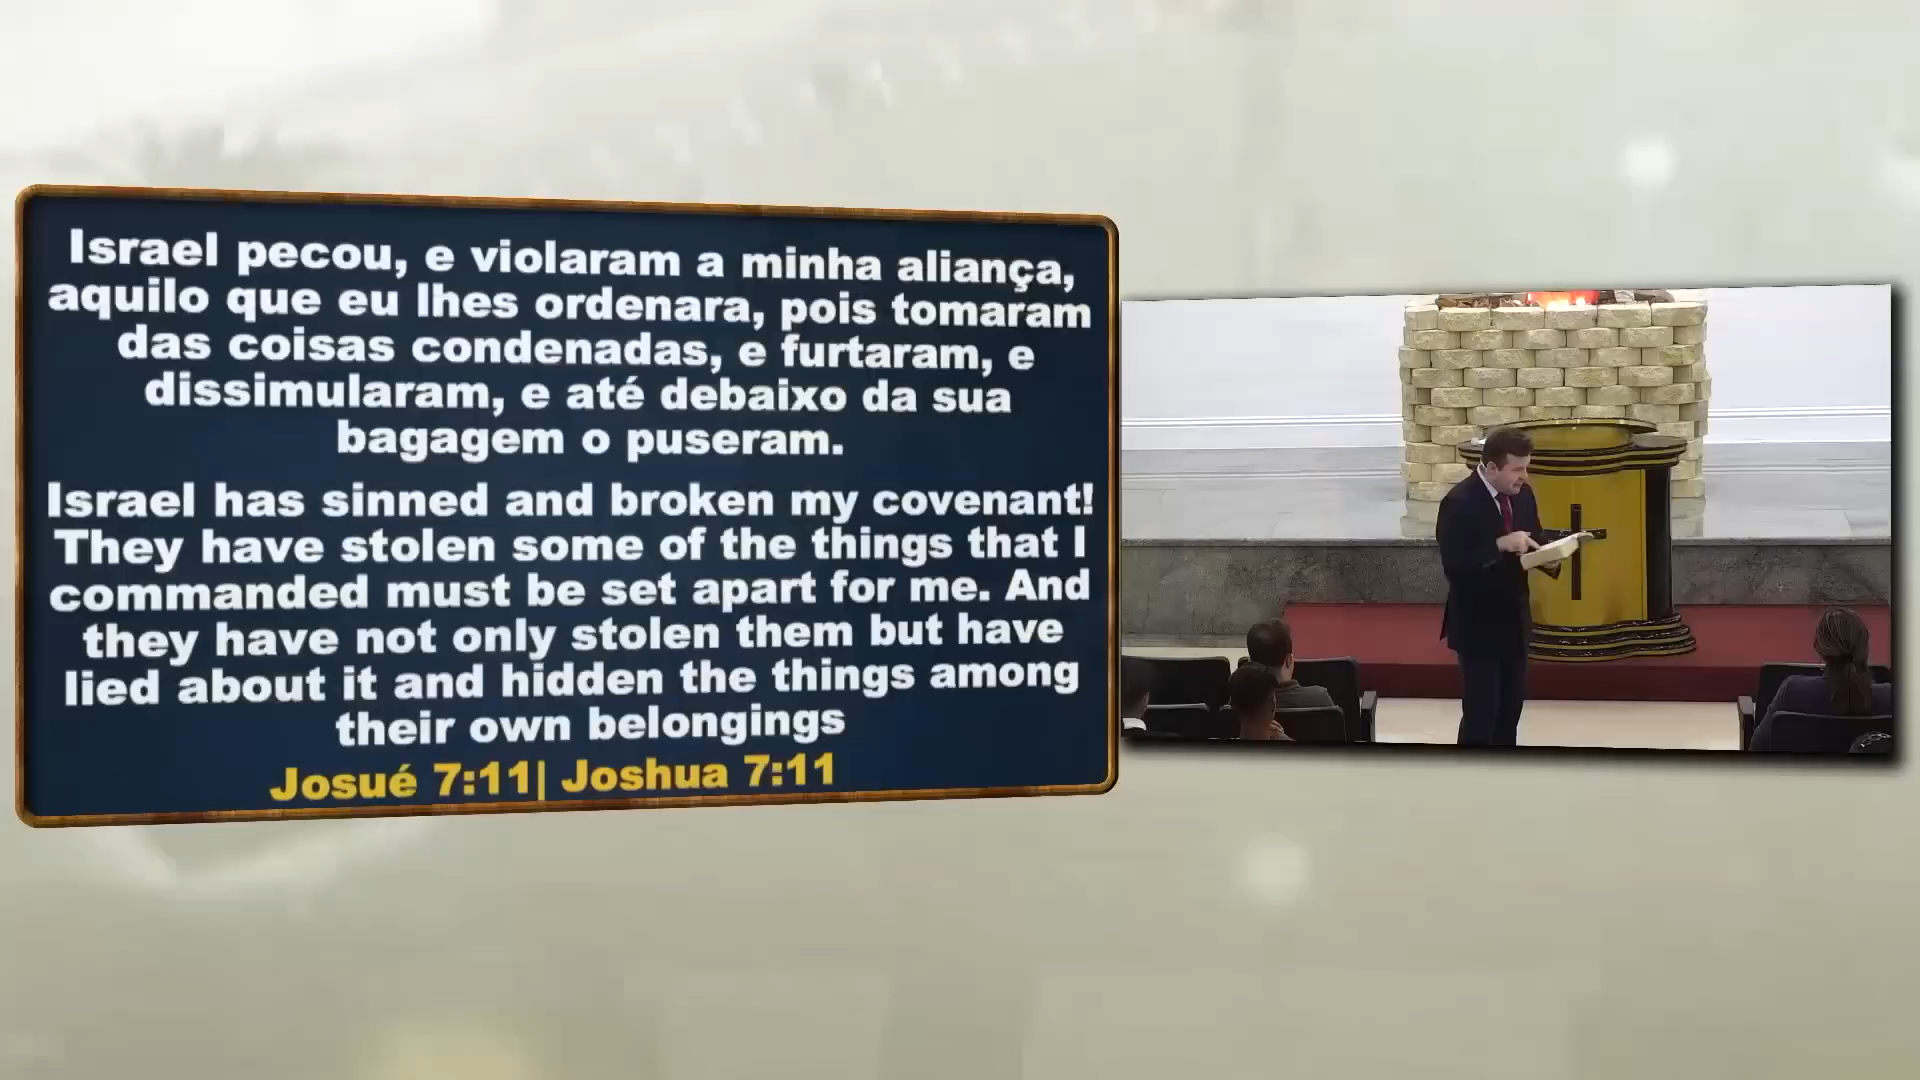 Israel pecou, e violaram a minha aliança,
aquilo que eu lhes ordenara, pois tomaram
das coisas condenadas, e furtaram, e
dissimularam, e até debaixo da sua
bagagem o puseram.
Israel has sinned and broken my covenant!
They have stolen some of the things that I
commanded must be set apart for me. And
they have not only stolen them but have
lied about it and hidden the things among
their own belongings
Josué 7:11| Joshua 7:11